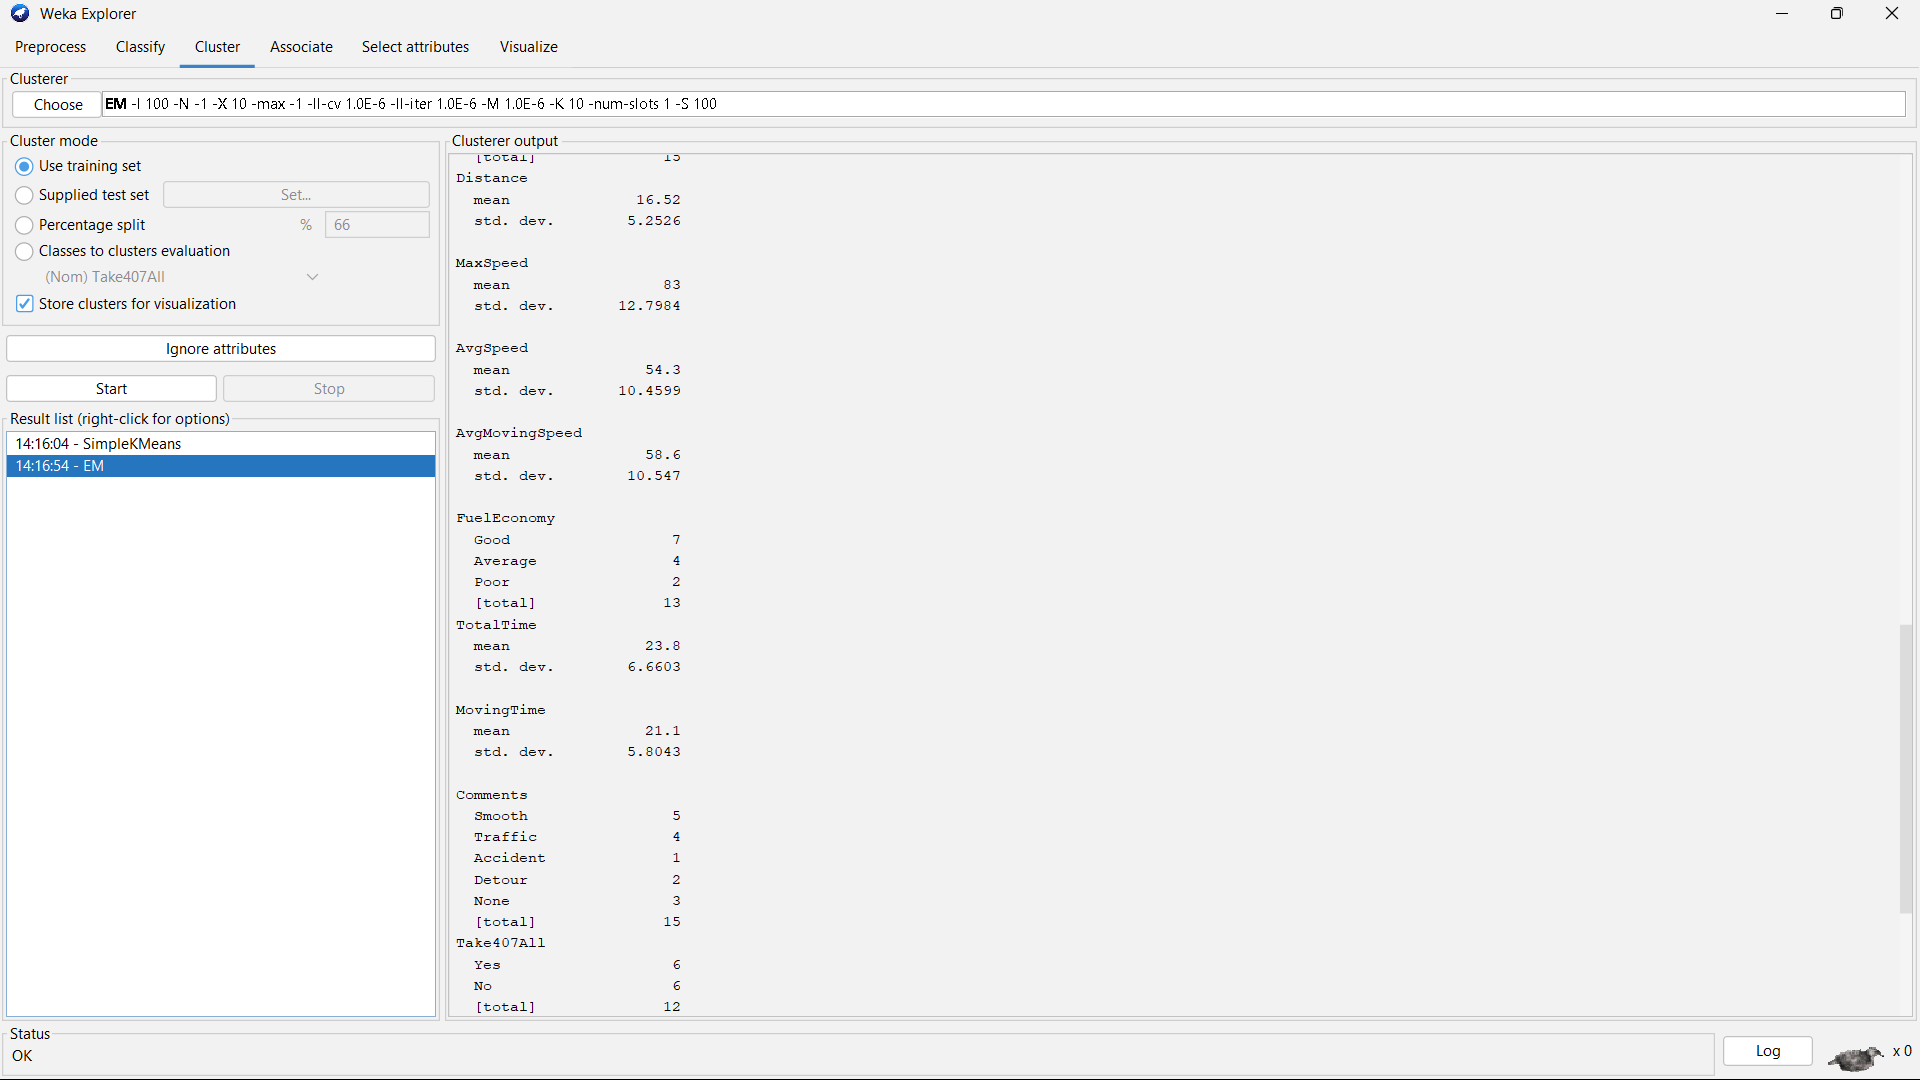 Weka Explorer
Preprocess Classify Cluster Associate Select attributes Visualize
Clusterer
Choose EM -I 100 -N -1 -X 10 -max -1 -ll-cv 1.0E-6 -ll-iter 1.0E-6 -M 1.0E-6 -K 10 -num-slots 1 -S 100
Cluster mode
Use training set
Supplied test set Set...
Percentage split % 66
Classes to clusters evaluation
(Nom) Take407All
Store clusters for visualization
Ignore attributes
Start Stop
Result list (right-click for options)
14:16:04 - SimpleKMeans
14:16:54 - EM
Clusterer output
[total] 15
Distance
mean 16.52
std. dev. 5.2526
MaxSpeed
mean 83
std. dev. 12.7984
AvgSpeed
mean 54.3
std. dev. 10.4599
AvgMovingSpeed
mean 58.6
std. dev. 10.547
FuelEconomy
Good 7
Average 4
Poor 2
[total] 13
TotalTime
mean 23.8
std. dev. 6.6603
MovingTime
mean 21.1
std. dev. 5.8043
Comments
Smooth 5
Traffic 4
Accident 1
Detour 2
None 3
[total] 15
Take407All
Yes 6
No 6
[total] 12
Status
OK
Log x 0